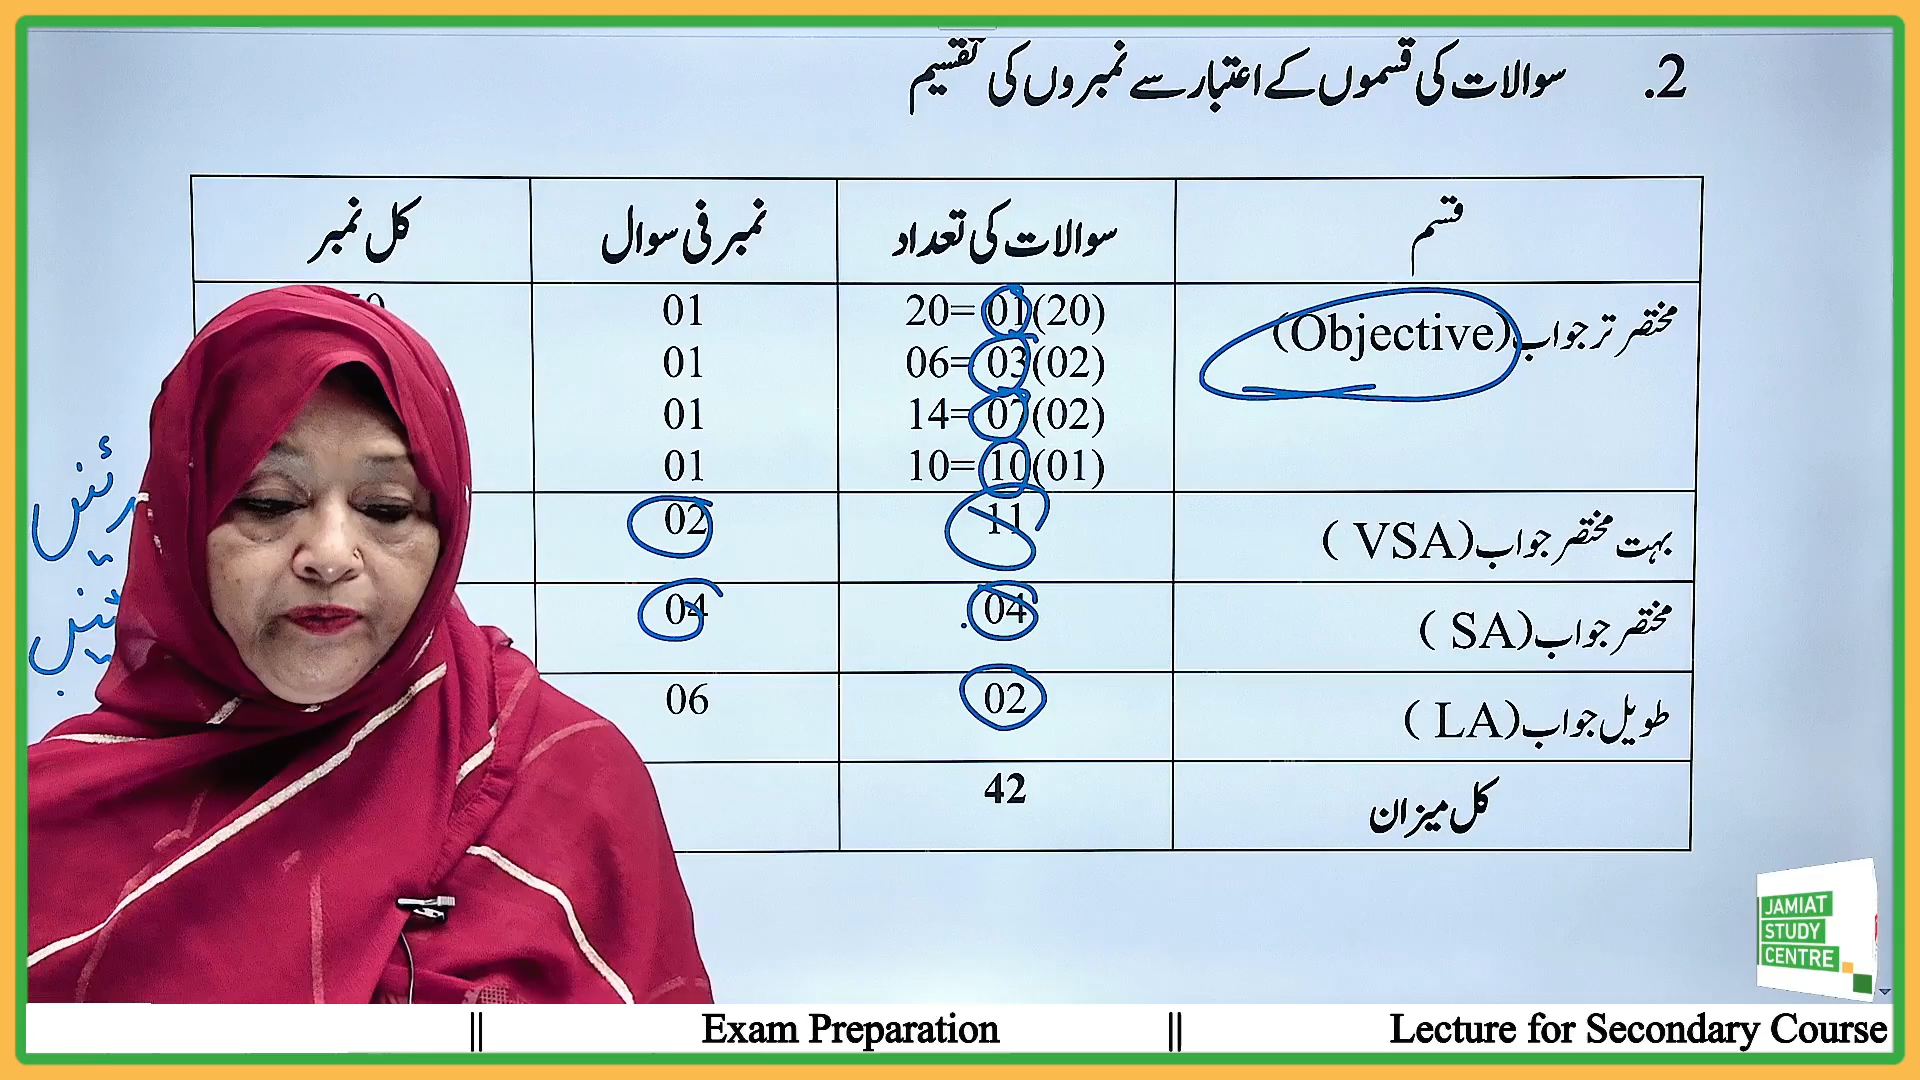 2. سوالات کی قسموں کے اعتبار سے نمبروں کی تقسیم
قسم سوالات کی تعداد نمبر فی سوال کل نمبر
مختصر تر جواب (Objective) 20= 01(20) 01
06= 03(02) 01
14= 07(02) 01
10= 10(01) 01
بہت مختصر جواب (VSA ) 11 02
مختصر جواب (SA ) 04 04
طویل جواب (LA ) 02 06
کل میزان 42
JAMIAT
STUDY
CENTRE
|| Exam Preparation || Lecture for Secondary Course